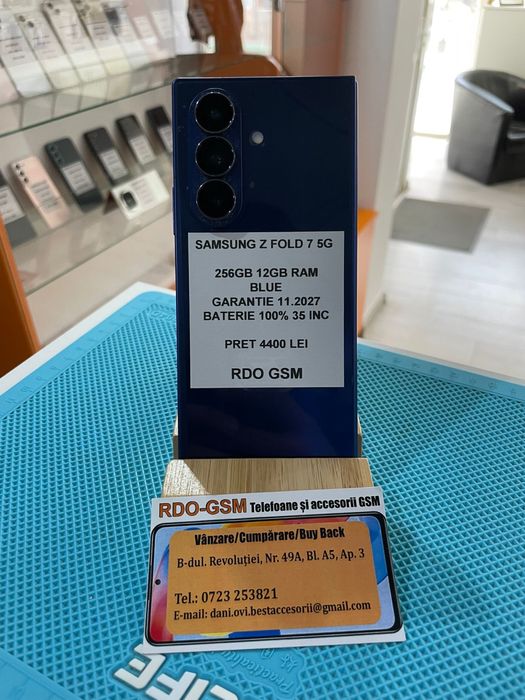 SAMSUNG Z FOLD 7 5G
256GB 12GB RAM
BLUE
GARANTIE 11.2027
BATERIE 100% 35 INC
PRET 4400 LEI
RDO GSM
RDO-GSM Telefoane și accesorii GSM
Vânzare/Cumpărare/Buy Back
B-dul. Revoluției, Nr. 49A, Bl. A5, Ap. 3
Tel.: 0723 253821
E-mail: dani.ovi.bestaccesorii@gmail.com